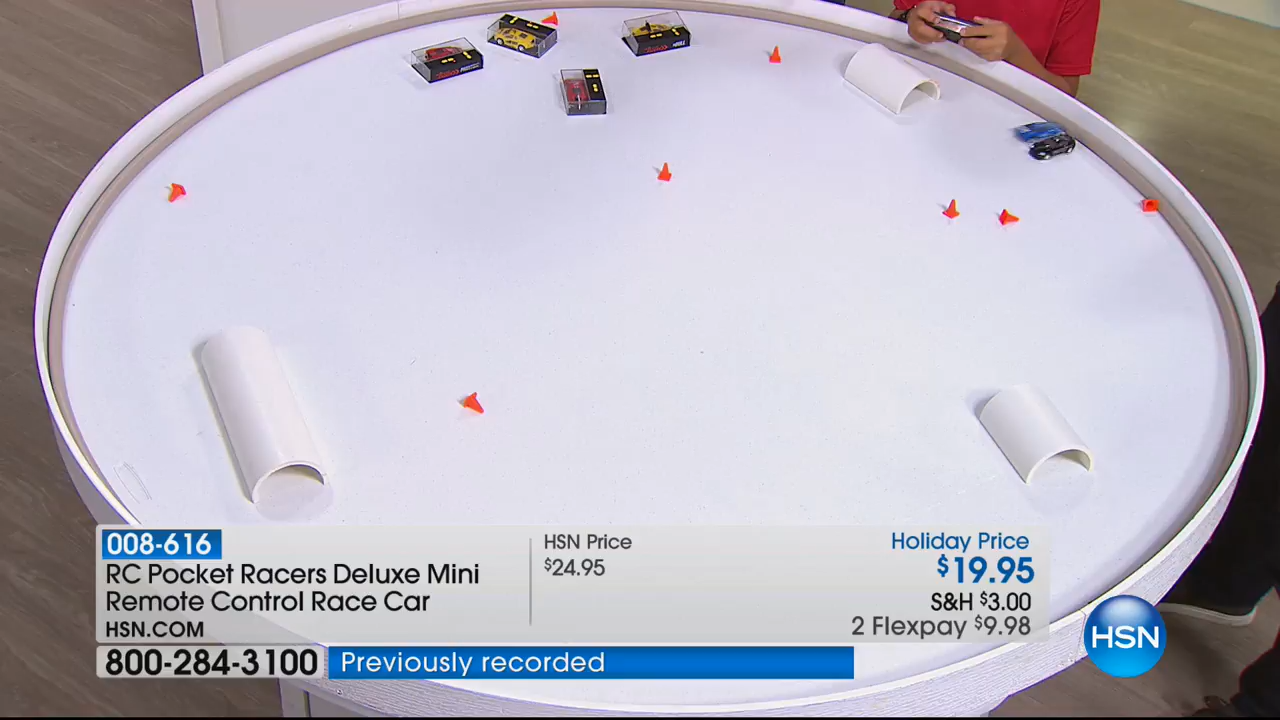 008-616
RC Pocket Racers Deluxe Mini
Remote Control Race Car
HSN.COM
HSN Price
$24.95
Holiday Price
$19.95
S&H $3.00
2 Flexpay $9.98
HSN
800-284-3100
Previously recorded